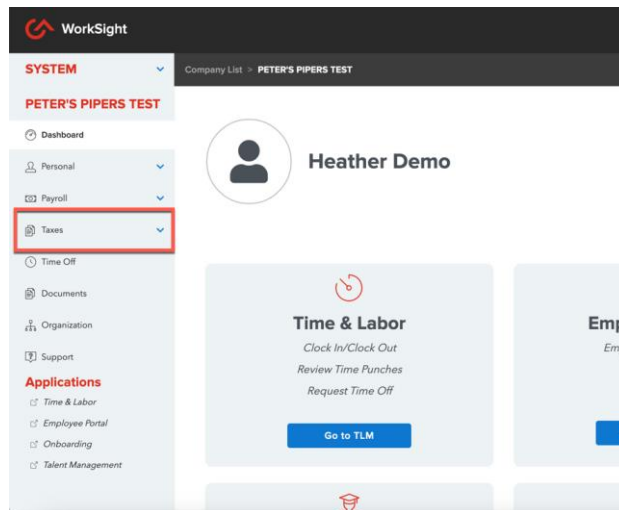 WorkSight
SYSTEM
Company List > PETER'S PIPERS TEST
PETER'S PIPERS TEST
Dashboard
Personal
Payroll
Taxes
Time Off
Documents
Organization
Support
Applications
Time & Labor
Employee Portal
Onboarding
Talent Management
Heather Demo
Time & Labor
Clock In/Clock Out
Review Time Punches
Request Time Off
Go to TLM
Emp
Em